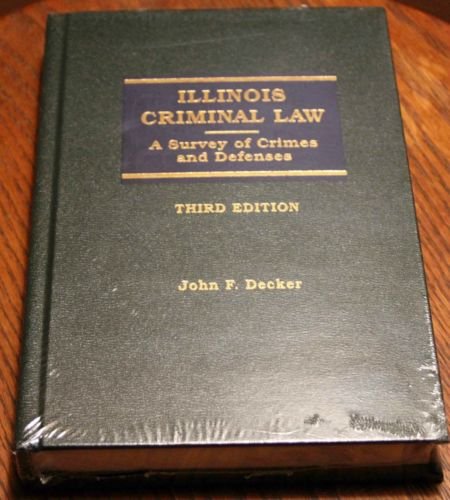 ILLINOIS
CRIMINAL LAW
A Survey of Crimes
and Defenses
THIRD EDITION
John F. Decker